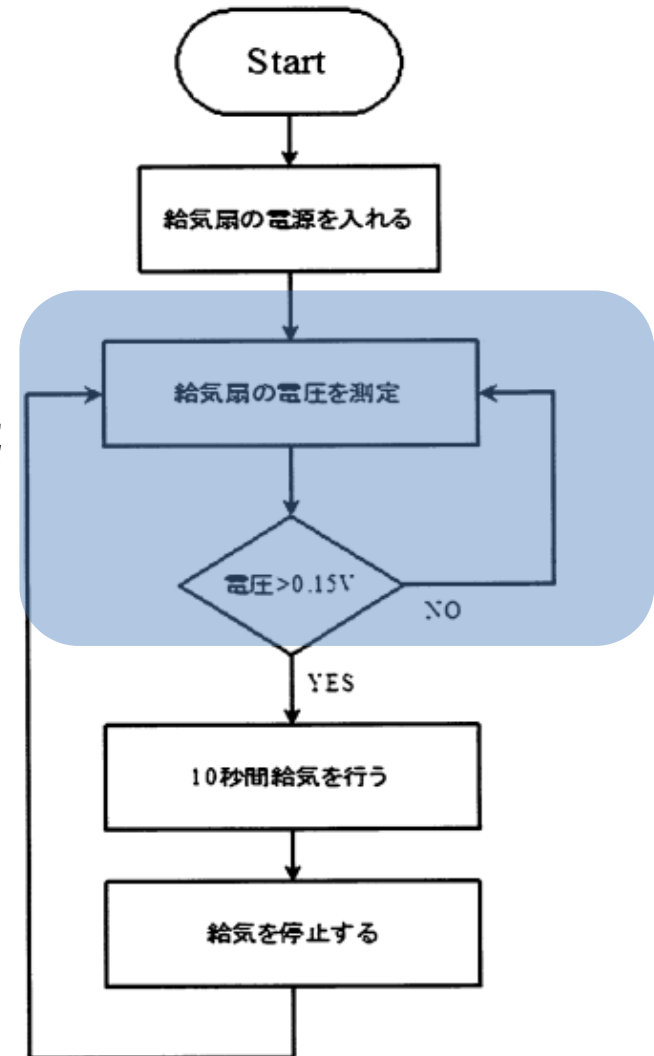 Start
給気扇の電源を入れる
給気扇の電圧を測定
電圧>0.15V
NO
YES
10秒間給気を行う
給気を停止する